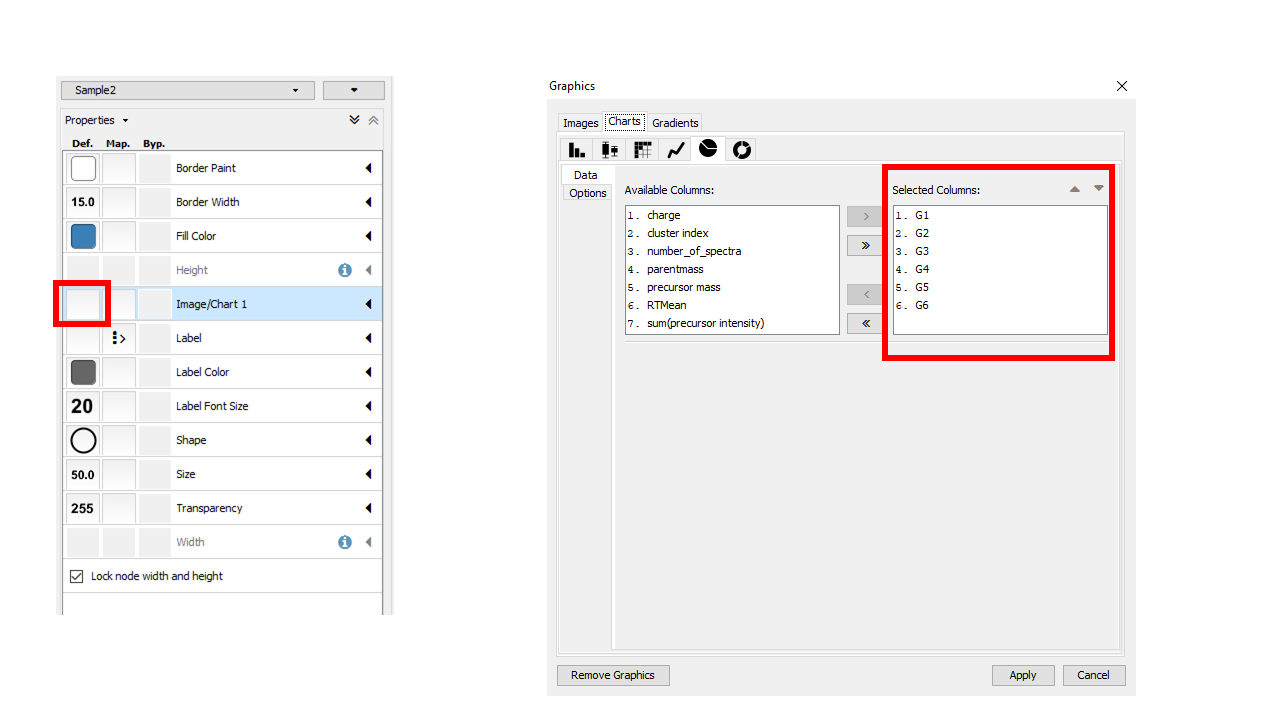 Sample2
Properties
Def. Map. Byp.
Border Paint
15.0 Border Width
Fill Color
Height
Image/Chart 1
Label
Label Color
20 Label Font Size
Shape
50.0 Size
255 Transparency
Width
Lock node width and height
Graphics
Images Charts Gradients
Data
Options
Available Columns:
1. charge
2. cluster index
3. number_of_spectra
4. parentmass
5. precursor mass
6. RTMean
7. sum(precursor intensity)
>
»
<
«
Selected Columns:
1. G1
2. G2
3. G3
4. G4
5. G5
6. G6
Remove Graphics
Apply
Cancel